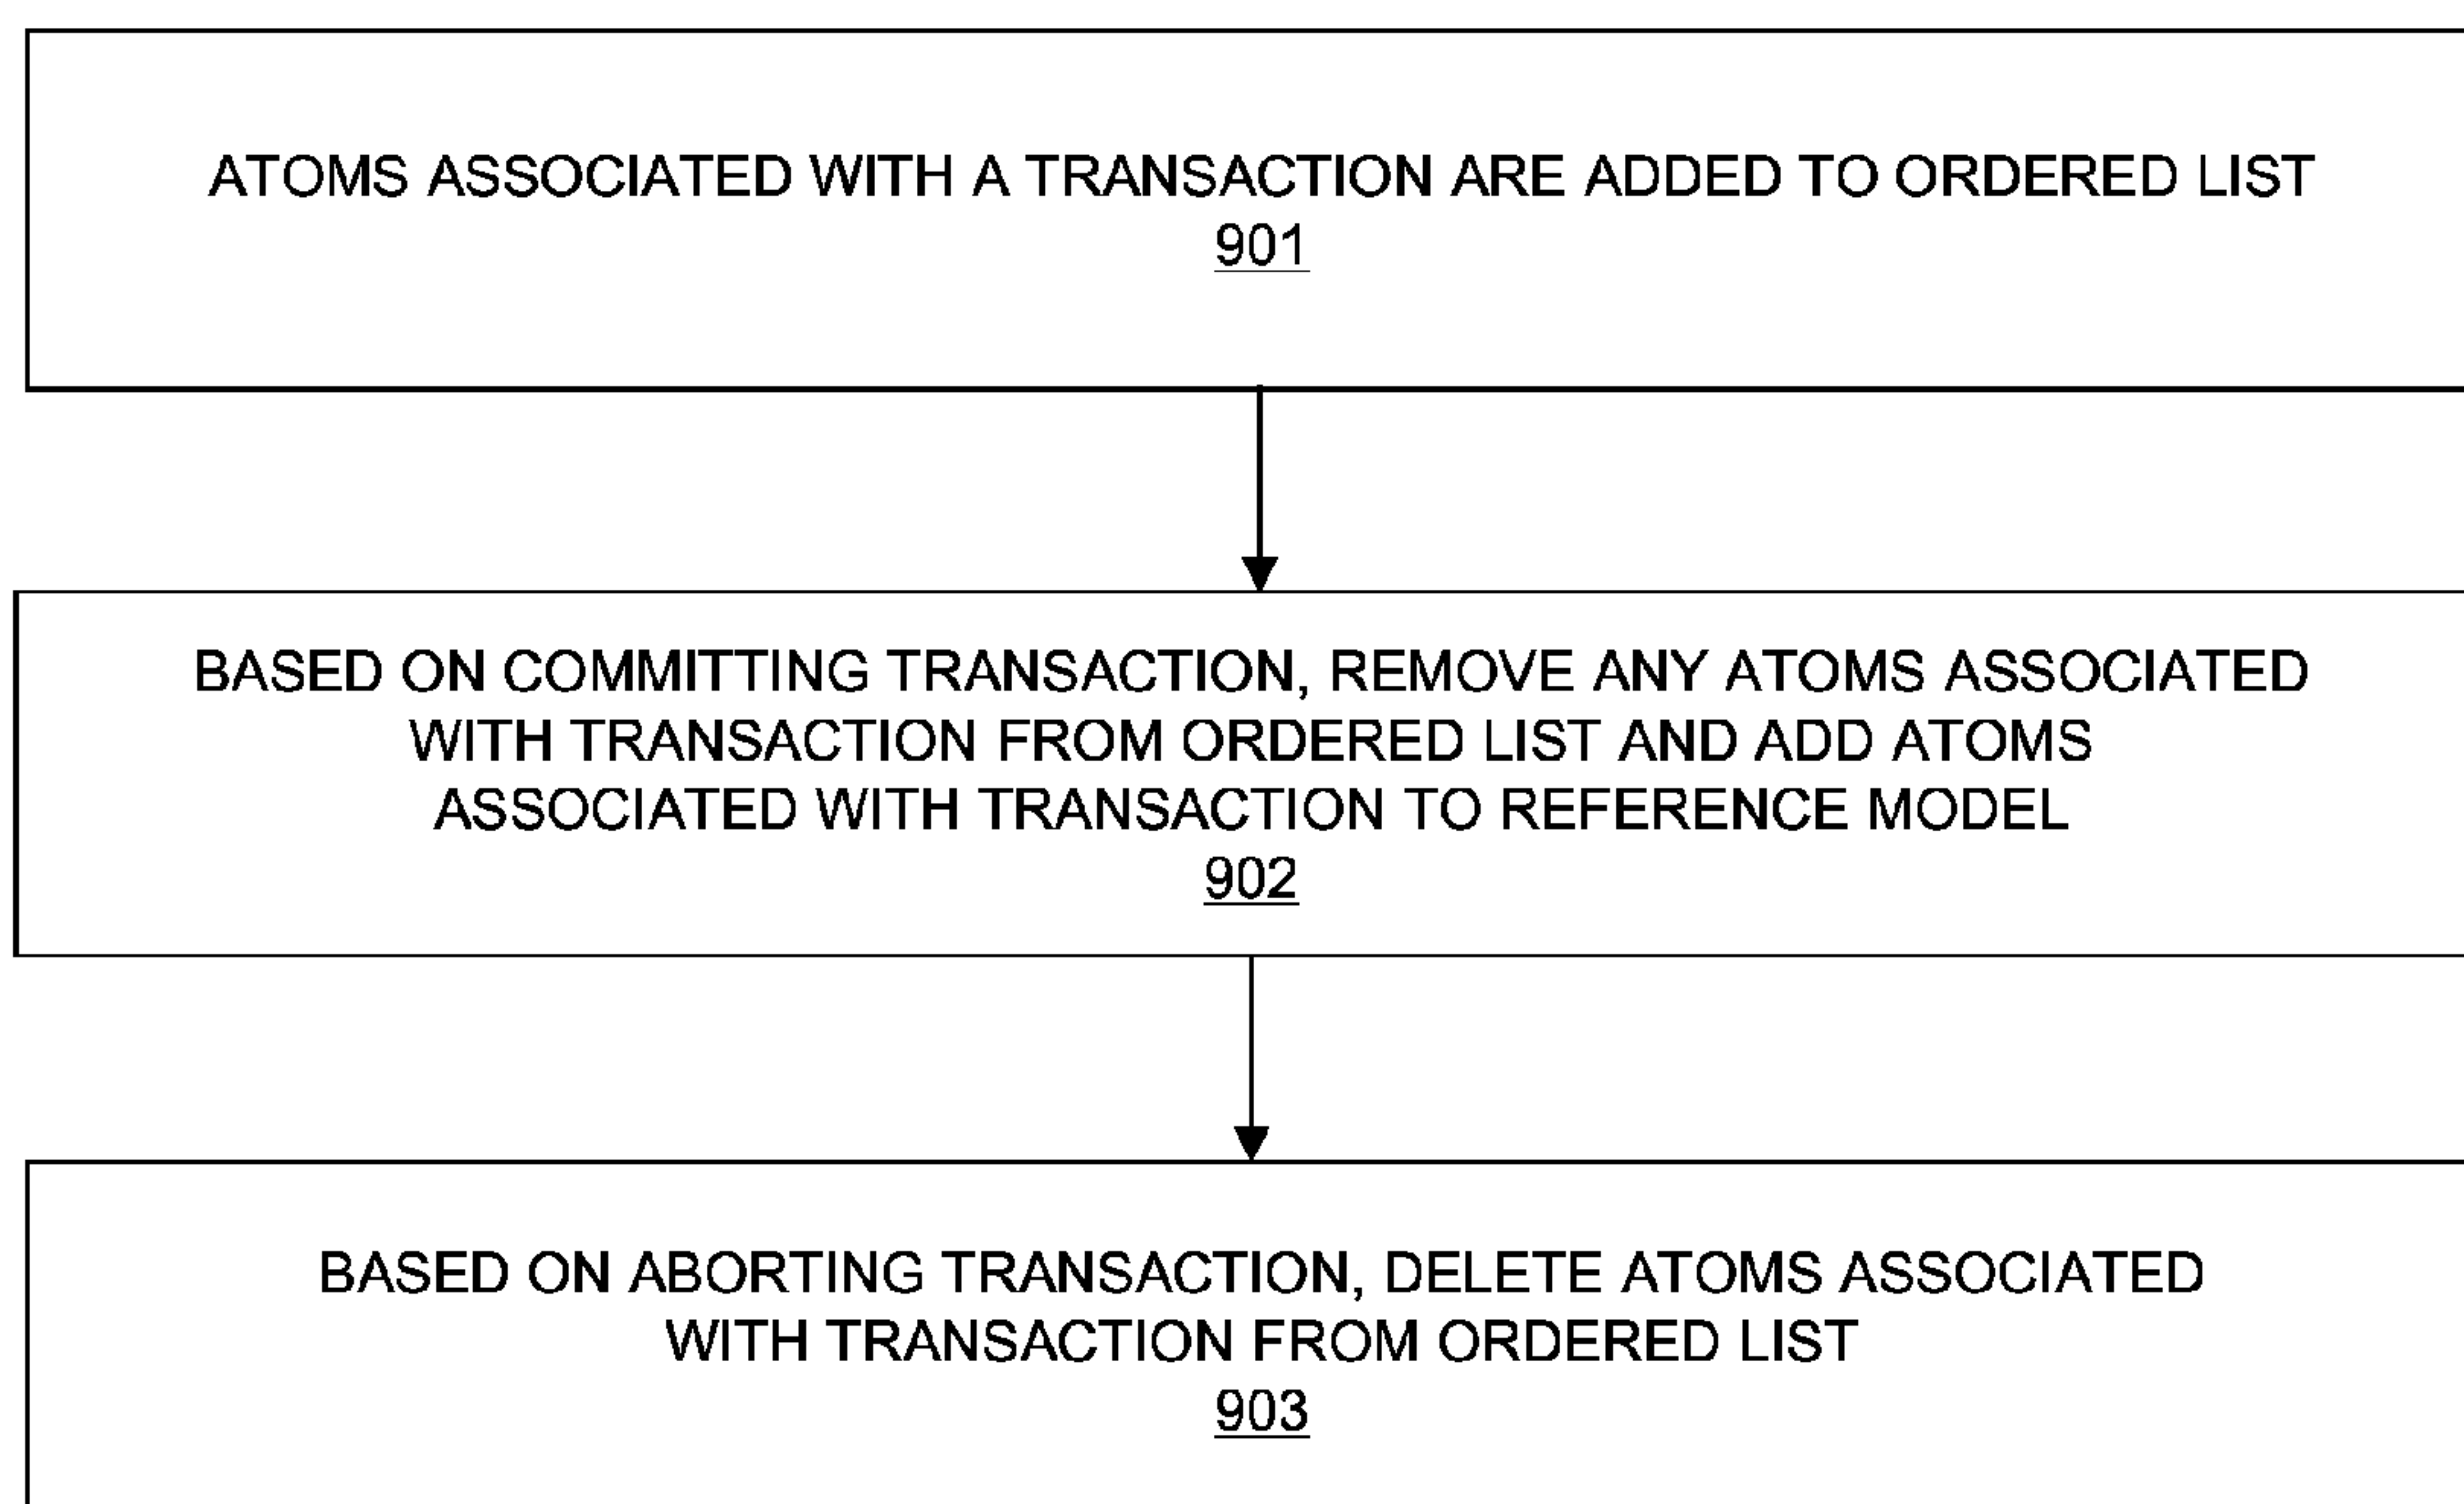 ATOMS ASSOCIATED WITH A TRANSACTION ARE ADDED TO ORDERED LIST
901
BASED ON COMMITTING TRANSACTION, REMOVE ANY ATOMS ASSOCIATED
WITH TRANSACTION FROM ORDERED LIST AND ADD ATOMS
ASSOCIATED WITH TRANSACTION TO REFERENCE MODEL
902
BASED ON ABORTING TRANSACTION, DELETE ATOMS ASSOCIATED
WITH TRANSACTION FROM ORDERED LIST
903